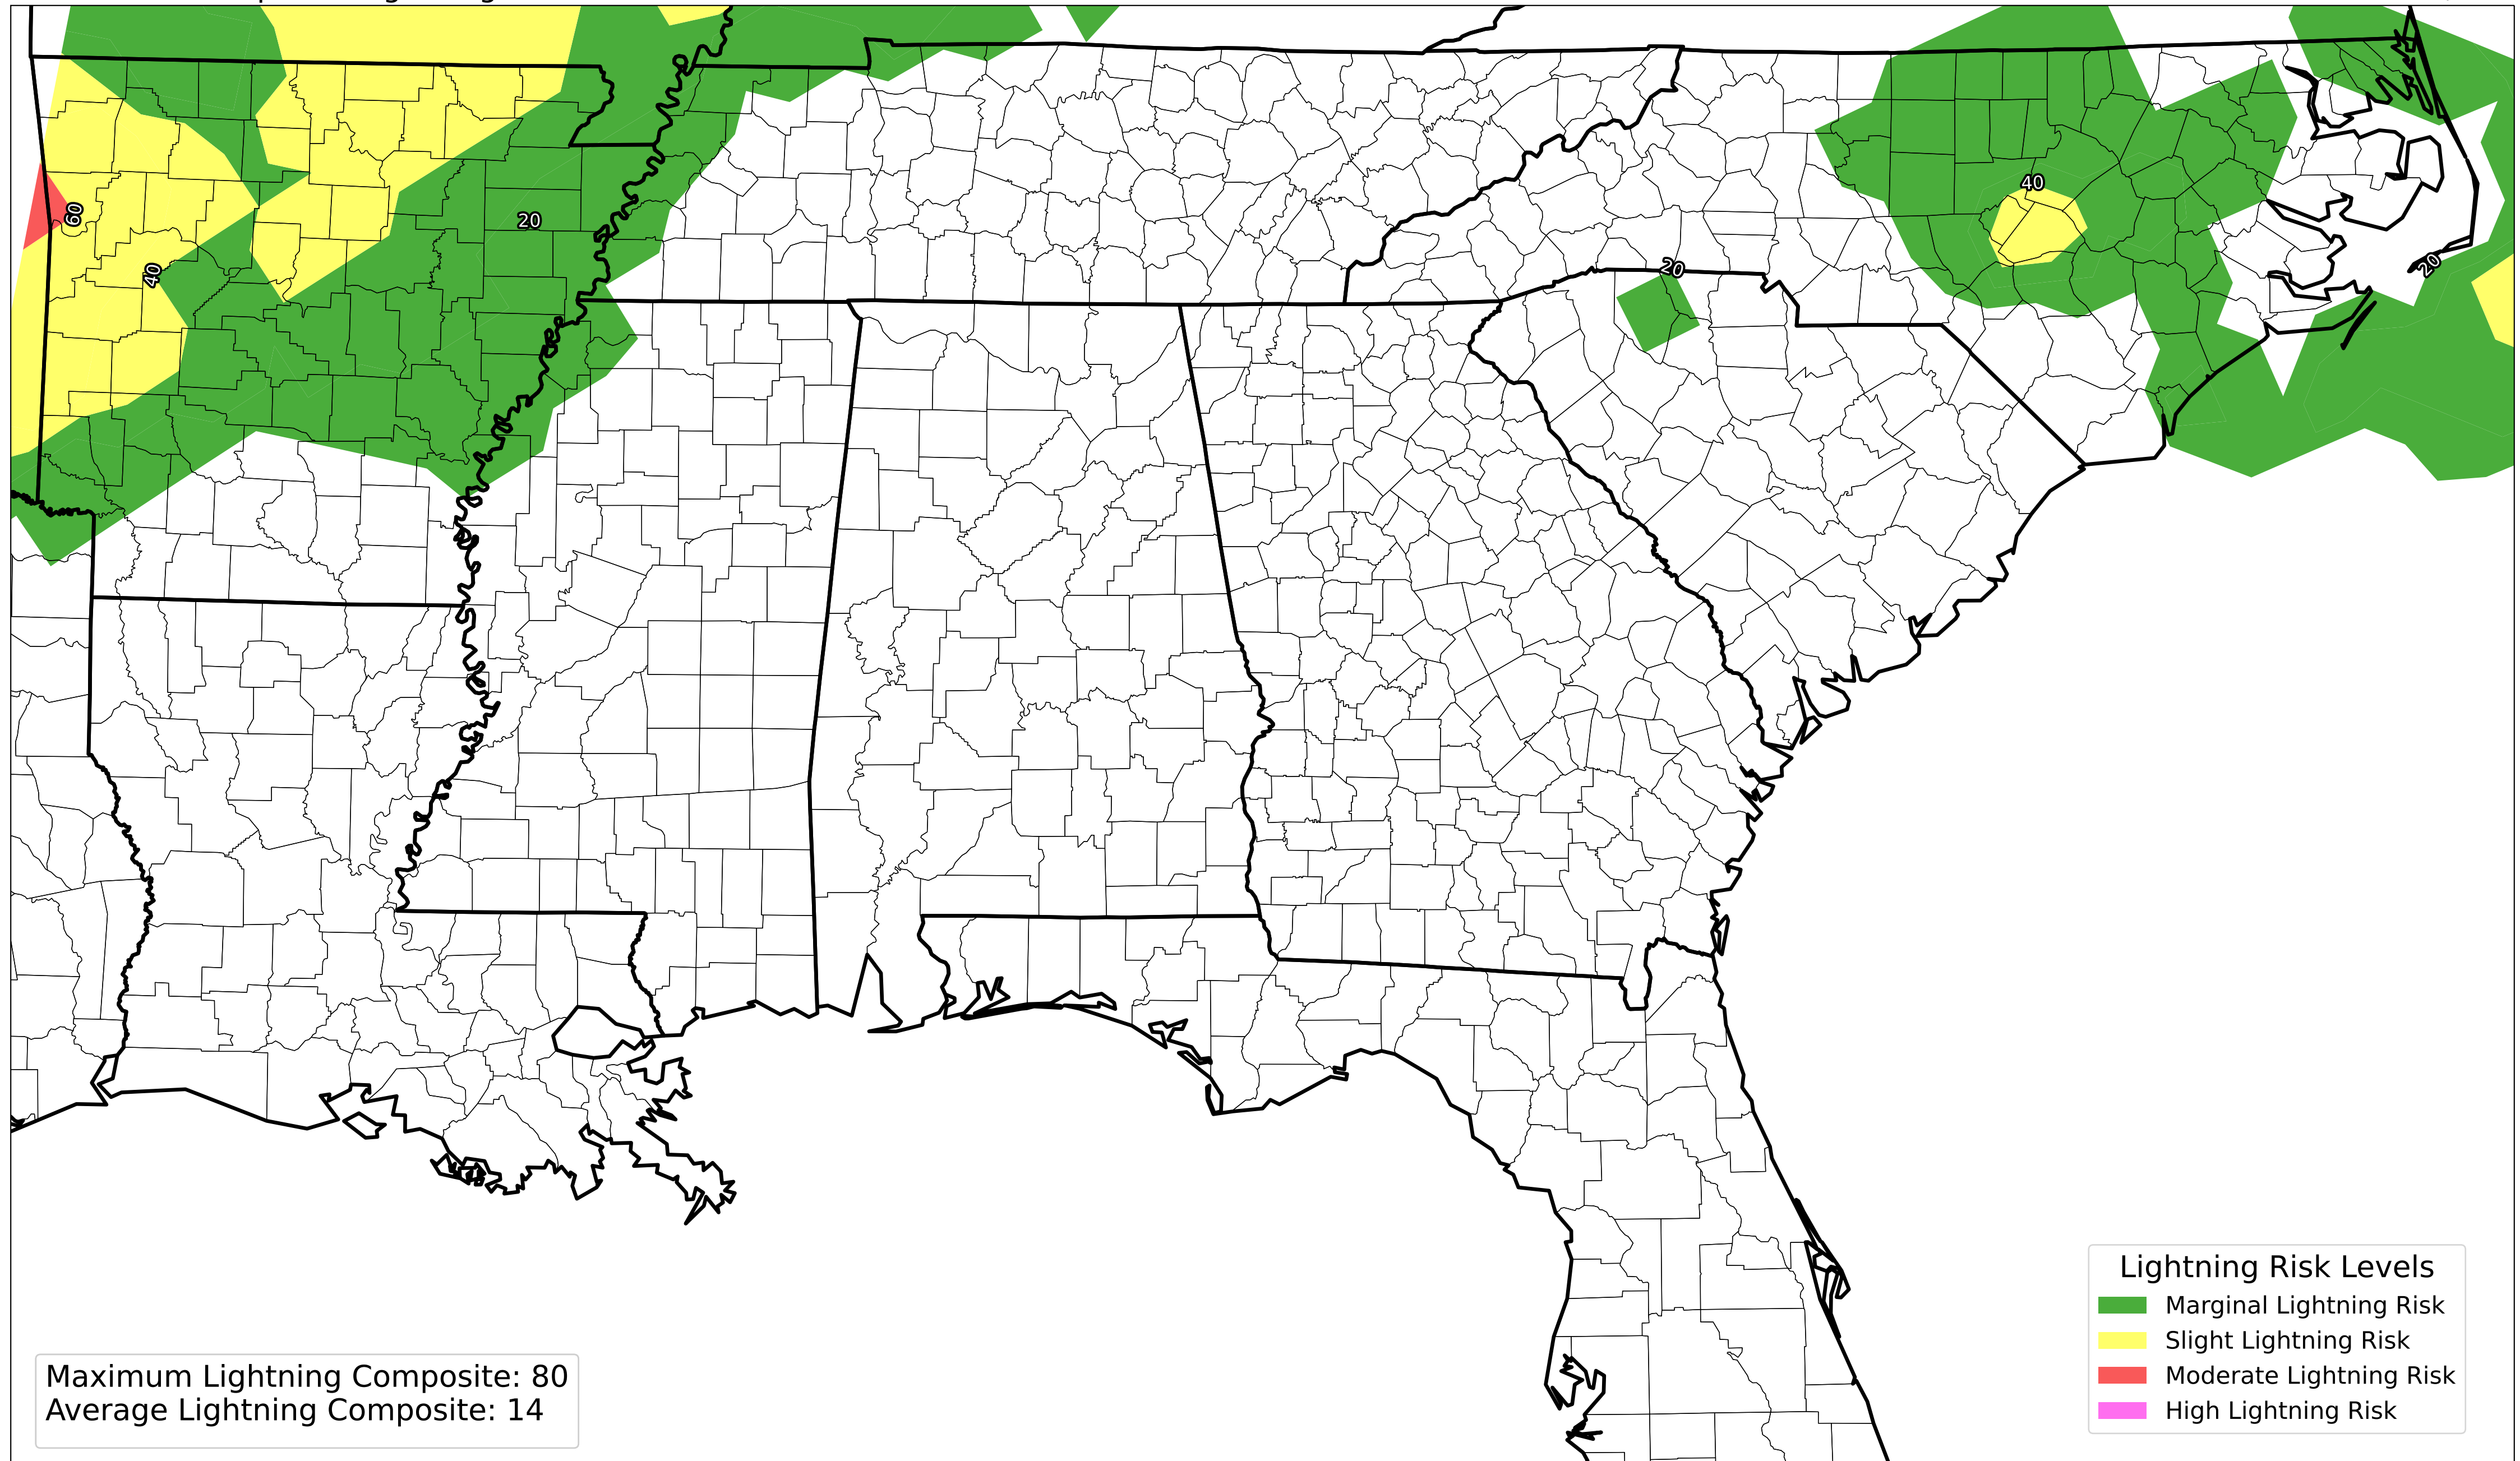 40
20
60
40
20
20
Lightning Risk Levels
Marginal Lightning Risk
Slight Lightning Risk
Moderate Lightning Risk
High Lightning Risk
Maximum Lightning Composite: 80
Average Lightning Composite: 14